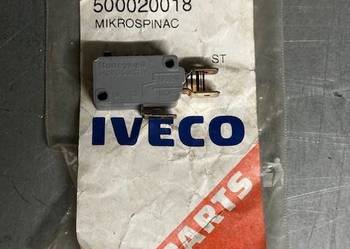 500020018
MIKROSPINAC
ST
IVECO
PARTS